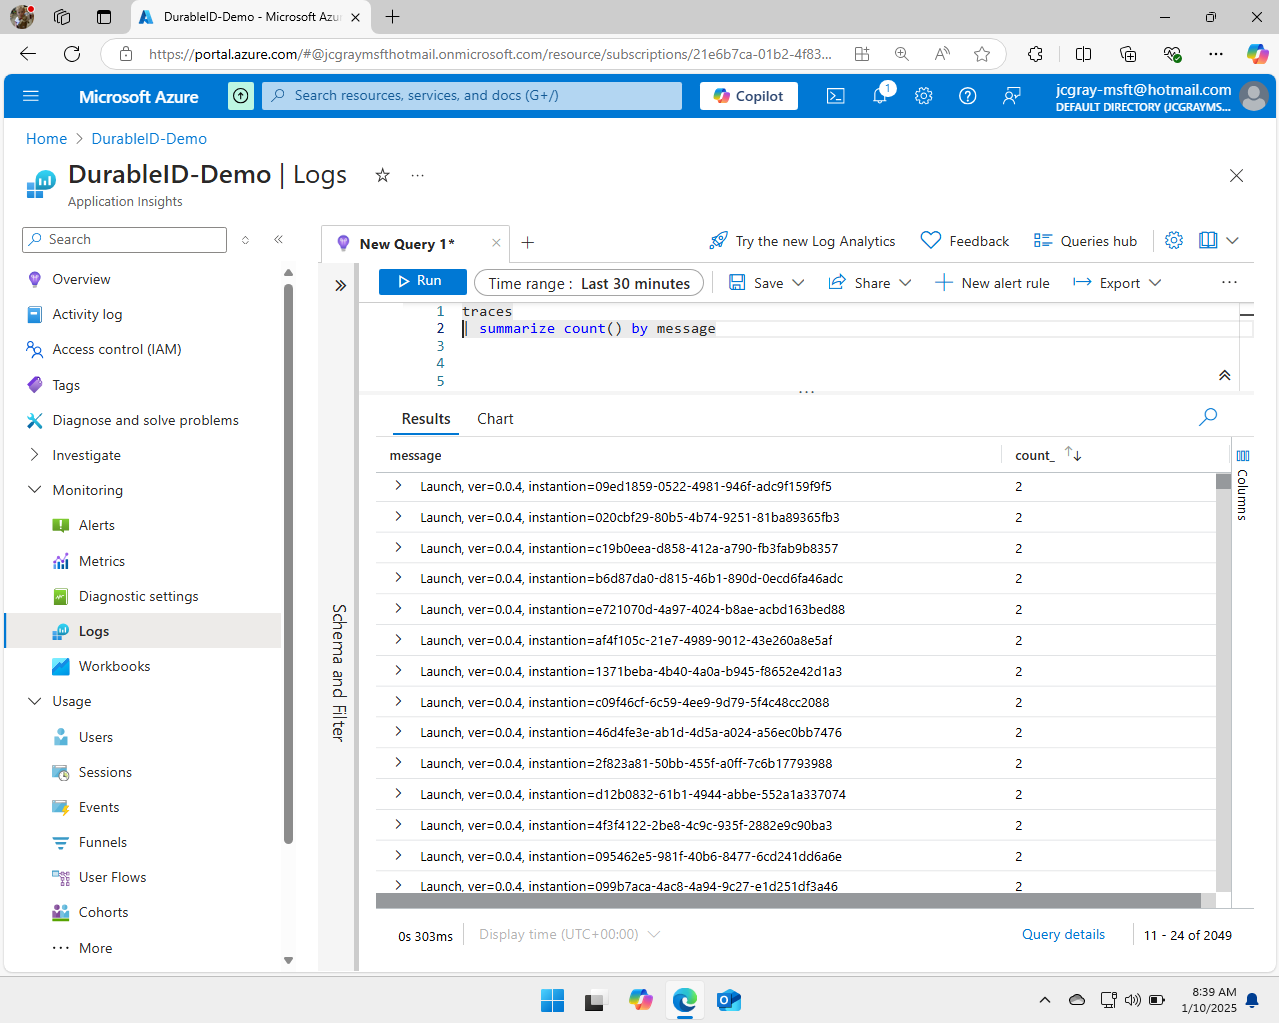 DurableID-Demo - Microsoft Azu
https://portal.azure.com/#@jcgraymsfthotmail.onmicrosoft.com/resource/subscriptions/21e6b7ca-01b2-4f83...
Microsoft Azure
Search resources, services, and docs (G+/)
Copilot
1
jcgray-msft@hotmail.com
DEFAULT DIRECTORY (JCGRAYMS...
Home > DurableID-Demo
DurableID-Demo | Logs
Application Insights
Search
New Query 1*
Try the new Log Analytics
Feedback
Queries hub
Overview
Activity log
Access control (IAM)
Tags
Diagnose and solve problems
Investigate
Monitoring
Alerts
Metrics
Diagnostic settings
Logs
Workbooks
Usage
Users
Sessions
Events
Funnels
User Flows
Cohorts
More
Schema and Filter
Run
Time range : Last 30 minutes
Save
Share
New alert rule
Export
1 traces
2 | summarize count() by message
3
4
5
Results
Chart
message count_
Columns
Launch, ver=0.0.4, instantion=09ed1859-0522-4981-946f-adc9f159f9f5 2
Launch, ver=0.0.4, instantion=020cbf29-80b5-4b74-9251-81ba89365fb3 2
Launch, ver=0.0.4, instantion=c19b0eea-d858-412a-a790-fb3fab9b8357 2
Launch, ver=0.0.4, instantion=b6d87da0-d815-46b1-890d-0ecd6fa46adc 2
Launch, ver=0.0.4, instantion=e721070d-4a97-4024-b8ae-acbd163bed88 2
Launch, ver=0.0.4, instantion=af4f105c-21e7-4989-9012-43e260a8e5af 2
Launch, ver=0.0.4, instantion=1371beba-4b40-4a0a-b945-f8652e42d1a3 2
Launch, ver=0.0.4, instantion=c09f46cf-6c59-4ee9-9d79-5f4c48cc2088 2
Launch, ver=0.0.4, instantion=46d4fe3e-ab1d-4d5a-a024-a56ec0bb7476 2
Launch, ver=0.0.4, instantion=2f823a81-50bb-455f-a0ff-7c6b17793988 2
Launch, ver=0.0.4, instantion=d12b0832-61b1-4944-abbe-552a1a337074 2
Launch, ver=0.0.4, instantion=4f3f4122-2be8-4c9c-935f-2882e9c90ba3 2
Launch, ver=0.0.4, instantion=095462e5-981f-40b6-8477-6cd241dd6a6e 2
Launch, ver=0.0.4, instantion=099b7aca-4ac8-4a94-9c27-e1d251df3a46 2
0s 303ms
Display time (UTC+00:00)
Query details
11 - 24 of 2049
8:39 AM
1/10/2025